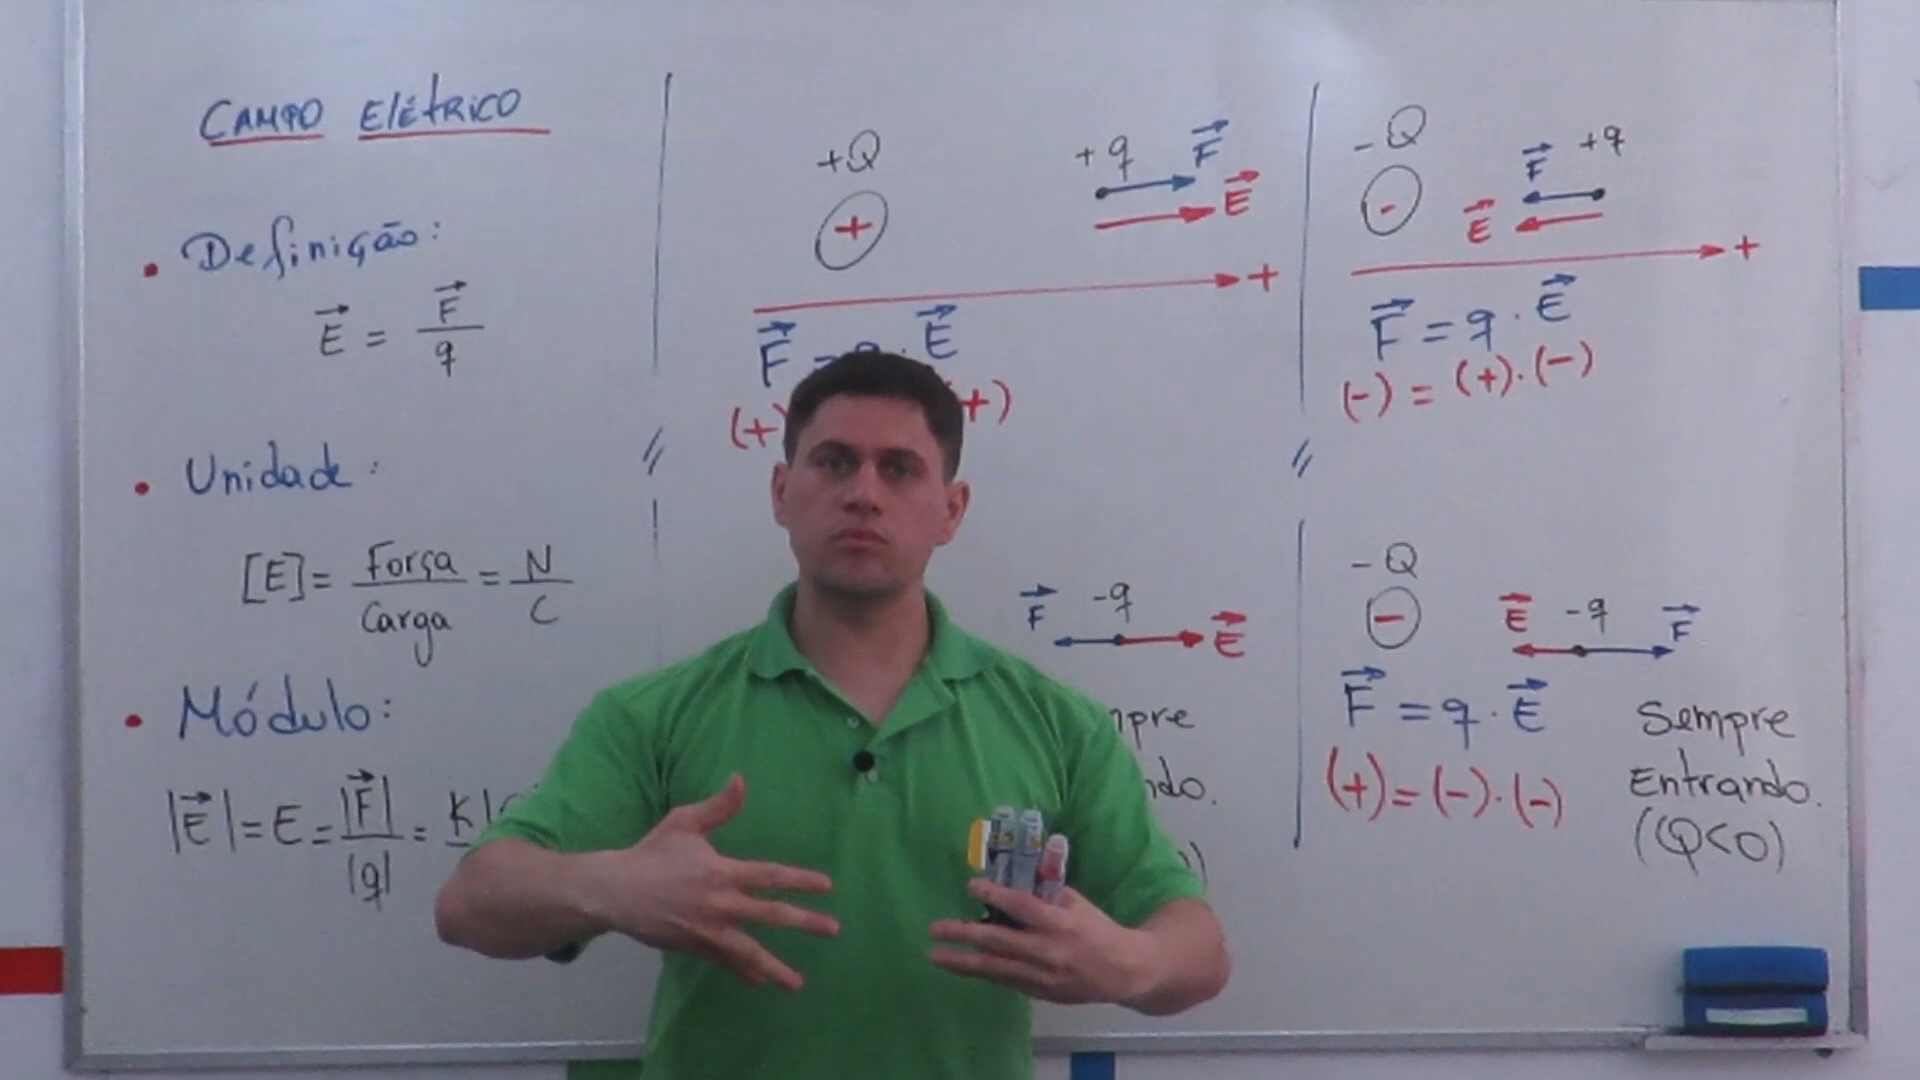 CAMPO ELÉTRICO
• Definição:
E = F / q
• Unidade:
[E] = Força / Carga = N / C
• Módulo:
|E| = E = |F| / |q| = K
+Q
+
+q F
E
+
F = q . E
(+) +)
F -q E
-Q
-
F +q
E
+
F = q . E
(-) = (+) . (-)
-Q
-
E -q F
F = q . E
(+) = (-) . (-)
Sempre
Entrando.
(Q<0)